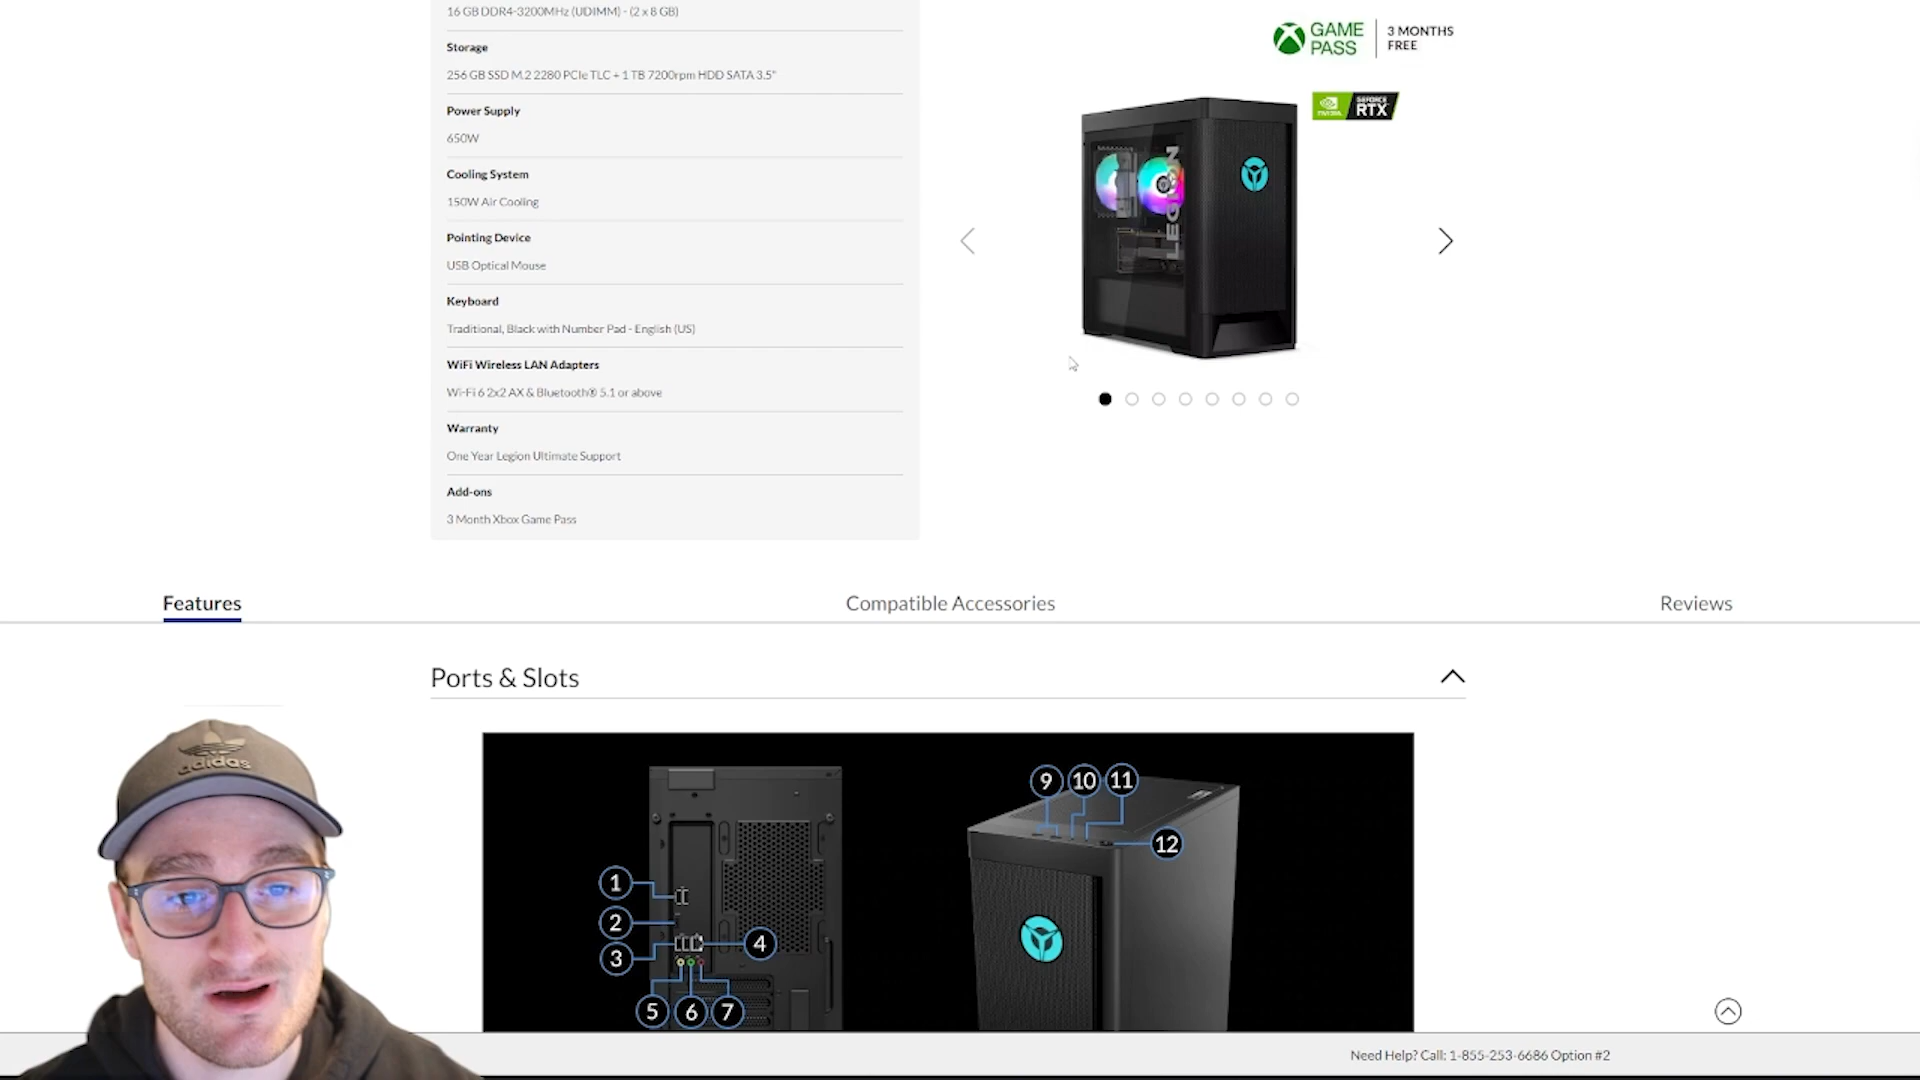 16 GB DDR4-3200MHz (UDIMM) - (2 x 8 GB)
Storage
256 GB SSD M.2 2280 PCIe TLC + 1 TB 7200rpm HDD SATA 3.5"
Power Supply
650W
Cooling System
150W Air Cooling
Pointing Device
USB Optical Mouse
Keyboard
Traditional, Black with Number Pad - English (US)
WiFi Wireless LAN Adapters
Wi-Fi 6 2x2 AX & Bluetooth® 5.1 or above
Warranty
One Year Legion Ultimate Support
Add-ons
3 Month Xbox Game Pass
GAME
PASS
3 MONTHS
FREE
NVIDIA
GEFORCE
RTX
LEGION
Features
Compatible Accessories
Reviews
Ports & Slots
1
2
3
4
5
6
7
9
10
11
12
adidas
Need Help? Call: 1-855-253-6686 Option #2